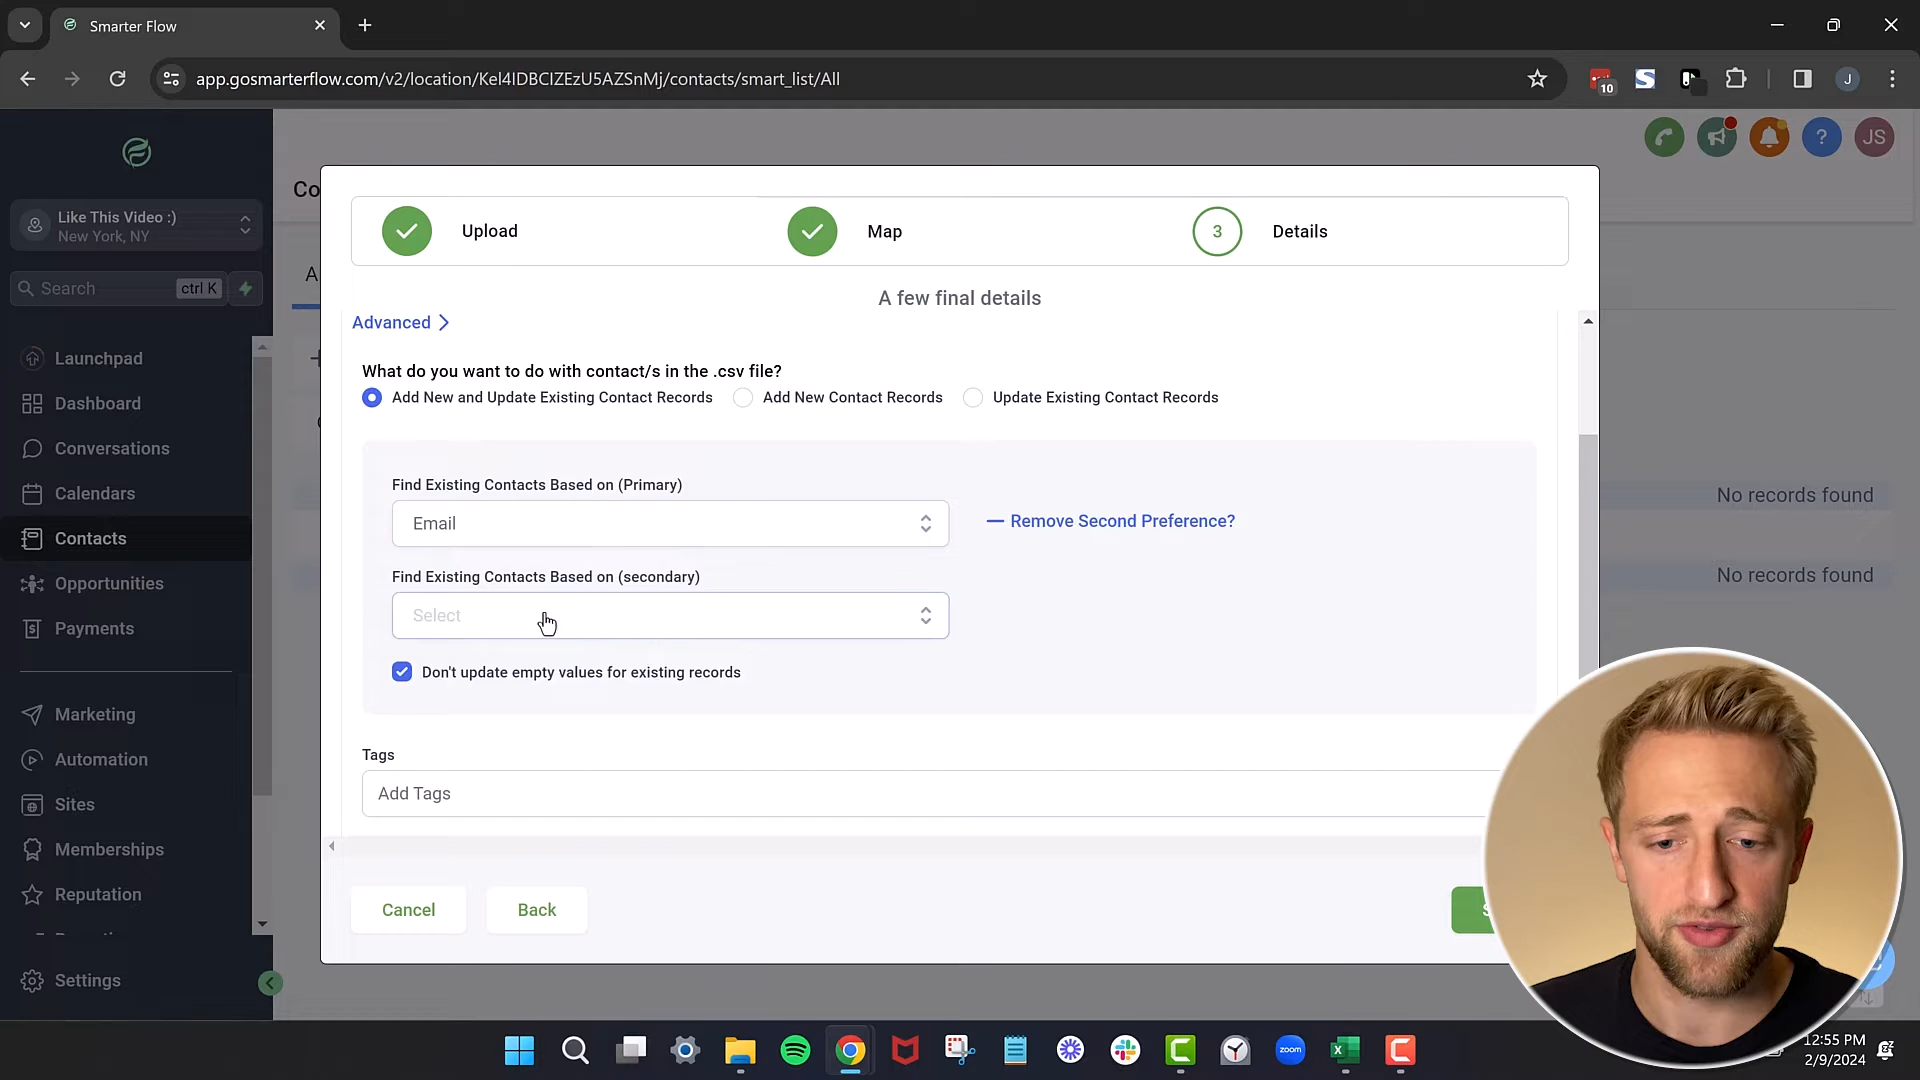 Smarter Flow
app.gosmarterflow.com/v2/location/Kel4IDBCIZEzU5AZSnMj/contacts/smart_list/All
10
J
JS
?
Like This Video :)
New York, NY
Search
ctrl K
Launchpad
Dashboard
Conversations
Calendars
Contacts
Opportunities
Payments
Marketing
Automation
Sites
Memberships
Reputation
Settings
Co
A
Upload
Map
3
Details
A few final details
Advanced
What do you want to do with contact/s in the .csv file?
Add New and Update Existing Contact Records
Add New Contact Records
Update Existing Contact Records
Find Existing Contacts Based on (Primary)
Email
Remove Second Preference?
Find Existing Contacts Based on (secondary)
Select
Don't update empty values for existing records
Tags
Add Tags
Cancel
Back
No records found
No records found
zoom
12:55 PM
2/9/2024